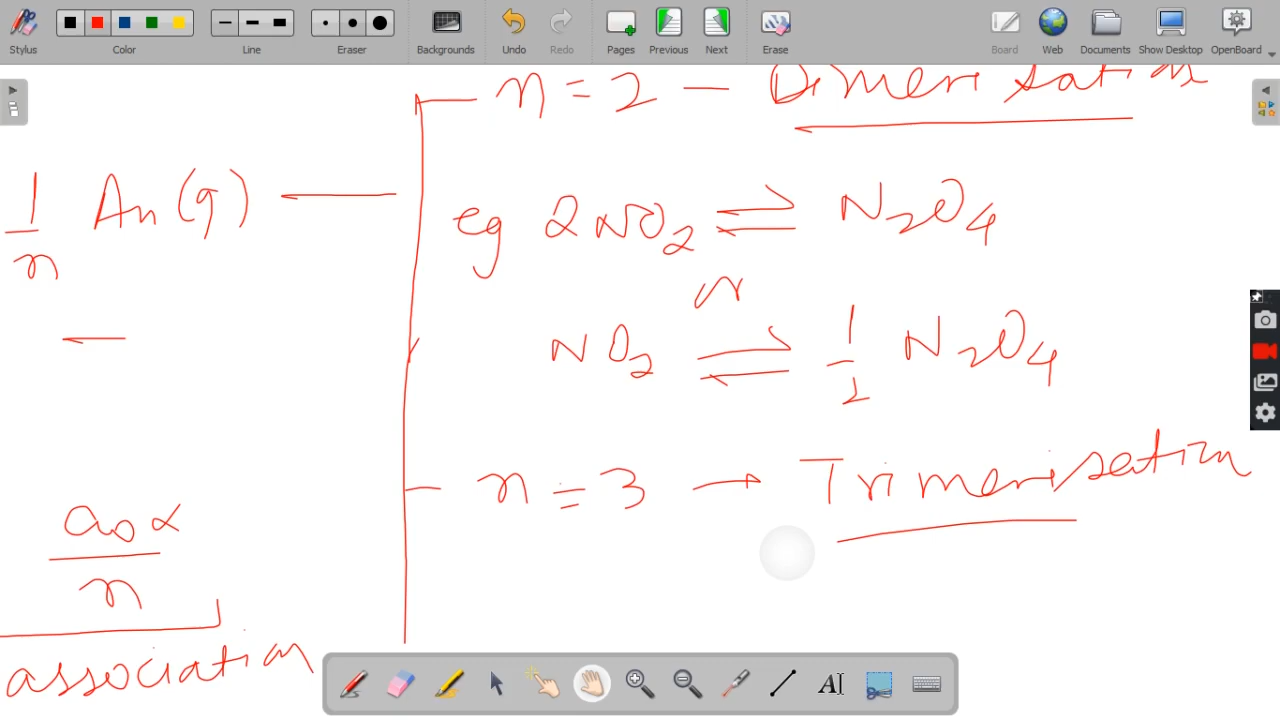 Stylus Color Line Eraser Backgrounds Undo Redo Pages Previous Next Erase Board Web Documents Show Desktop OpenBoard
n = 2 — Dimerisation
1/n An(g)
eg 2NO2 ⇌ N2O4
or
NO2 ⇌ 1/2 N2O4
n = 3 → Trimerisation
a0α/n
association